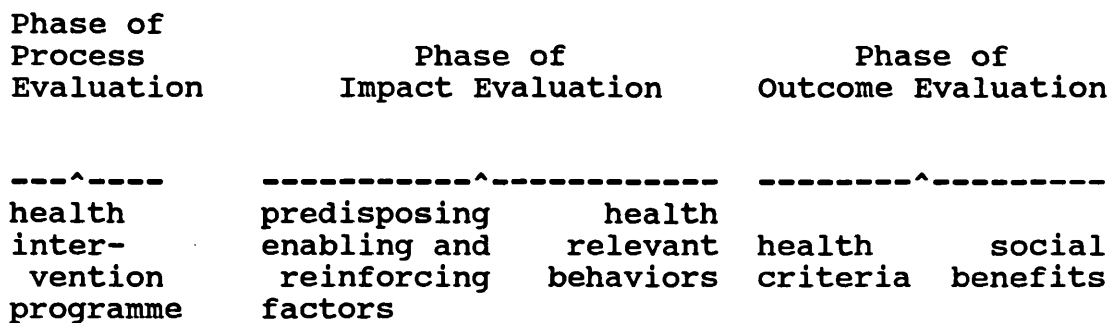 Phase of
Process Phase of Phase of
Evaluation Impact Evaluation Outcome Evaluation
---^---- -----------^------------ --------^---------
health predisposing health
inter- enabling and relevant health social
vention reinforcing behaviors criteria benefits
programme factors